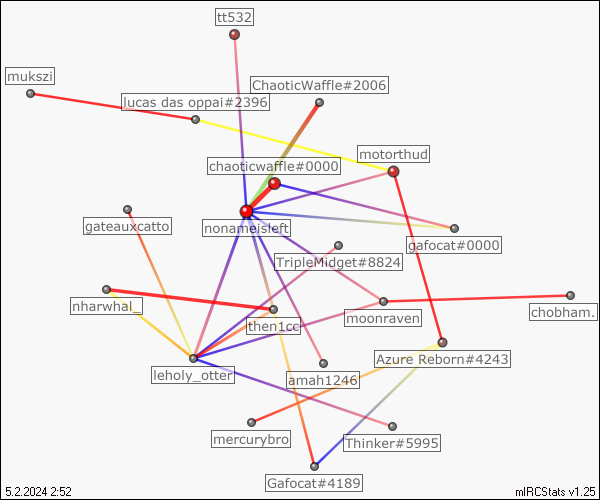 tt532
mukszi
ChaoticWaffle#2006
lucas das oppai#2396
motorthud
chaoticwaffle#0000
gateauxcatto
nonameisleft
gafocat#0000
TripleMidget#8824
nharwhal_
then1cc
moonraven
chobham.
Azure Reborn#4243
leholy_otter
amah1246
mercurybro
Thinker#5995
Gafocat#4189
5.2.2024 2:52
mIRCStats v1.25